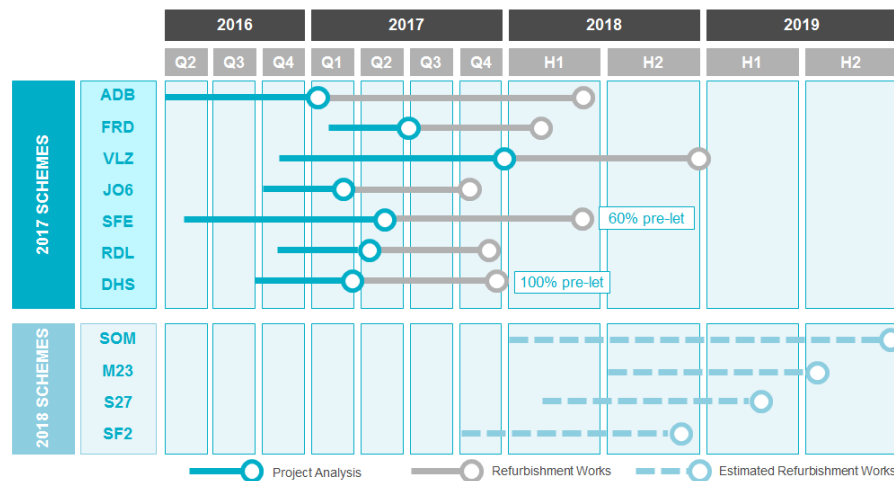 2016 2017 2018 2019
Q2 Q3 Q4 Q1 Q2 Q3 Q4 H1 H2 H1 H2
2017 SCHEMES
ADB
FRD
VLZ
JO6
SFE 60% pre-let
RDL
DHS 100% pre-let
2018 SCHEMES
SOM
M23
S27
SF2
Project Analysis Refurbishment Works Estimated Refurbishment Works